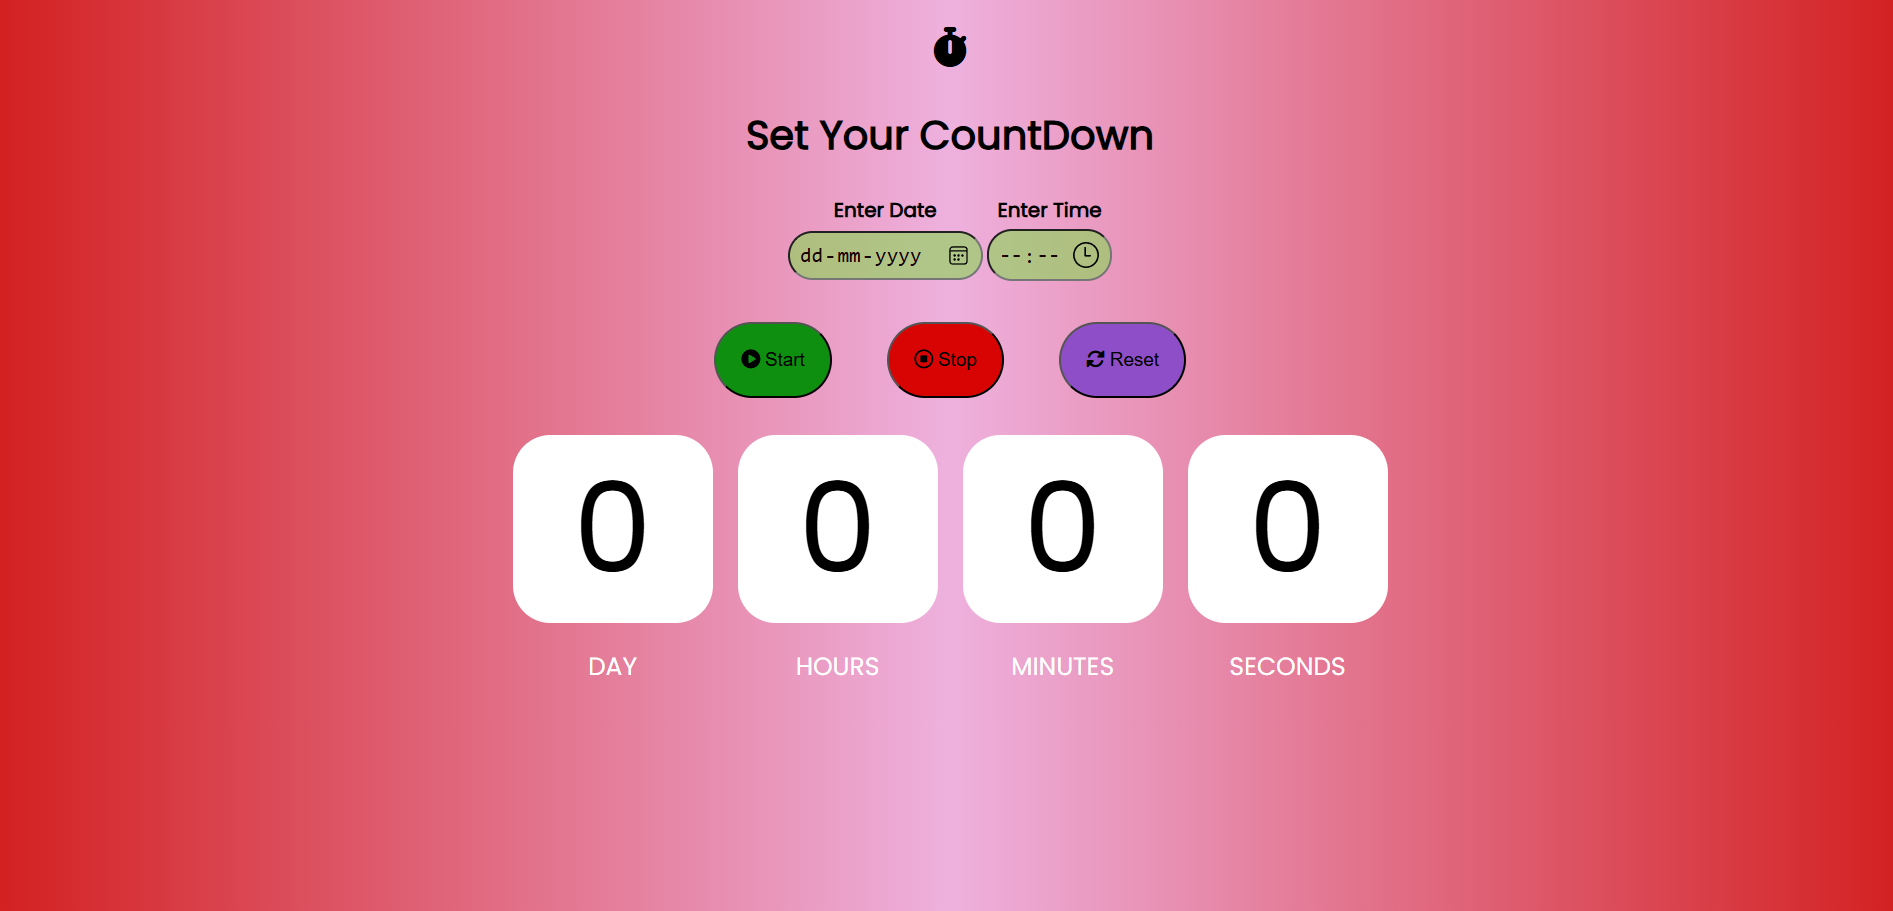 Set Your CountDown
Enter Date Enter Time
dd-mm-yyyy --:--
Start Stop Reset
0 0 0 0
DAY HOURS MINUTES SECONDS